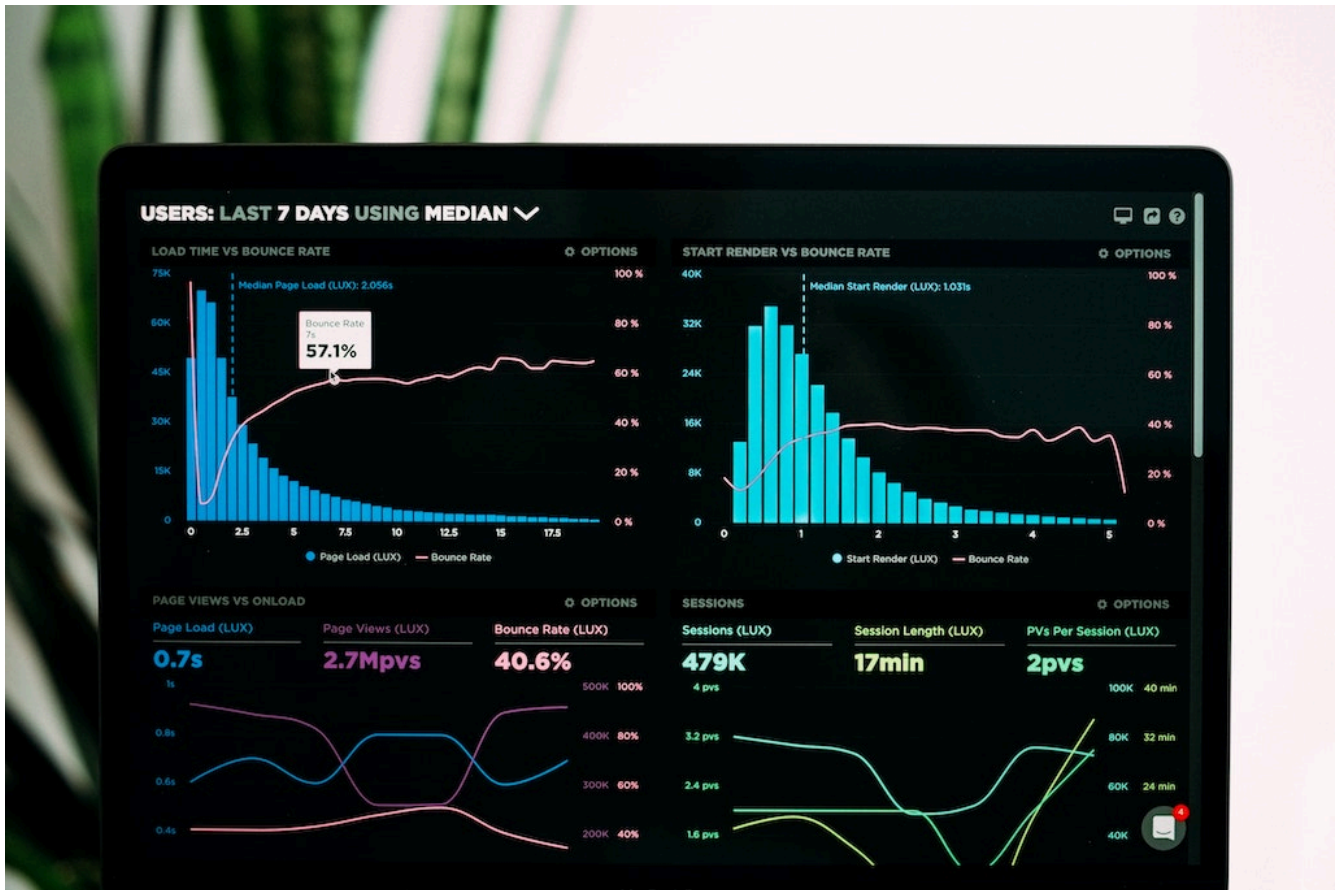 USERS: LAST 7 DAYS USING MEDIAN
LOAD TIME VS BOUNCE RATE
OPTIONS
75K
60K
45K
30K
15K
0
Median Page Load (LUX): 2.056s
Bounce Rate
7s
57.1%
100 %
80 %
60 %
40 %
20 %
0 %
0 2.5 5 7.5 10 12.5 15 17.5
Page Load (LUX) Bounce Rate
START RENDER VS BOUNCE RATE
OPTIONS
40K
32K
24K
16K
8K
0
Median Start Render (LUX): 1.031s
100 %
80 %
60 %
40 %
20 %
0 %
0 1 2 3 4 5
Start Render (LUX) Bounce Rate
PAGE VIEWS VS ONLOAD
OPTIONS
Page Load (LUX)
0.7s
Page Views (LUX)
2.7Mpvs
Bounce Rate (LUX)
40.6%
1s
0.8s
0.6s
0.4s
500K 100%
400K 80%
300K 60%
200K 40%
SESSIONS
OPTIONS
Sessions (LUX)
479K
Session Length (LUX)
17min
PVs Per Session (LUX)
2pvs
4 pvs
3.2 pvs
2.4 pvs
1.6 pvs
100K 40 min
80K 32 min
60K 24 min
40K
4